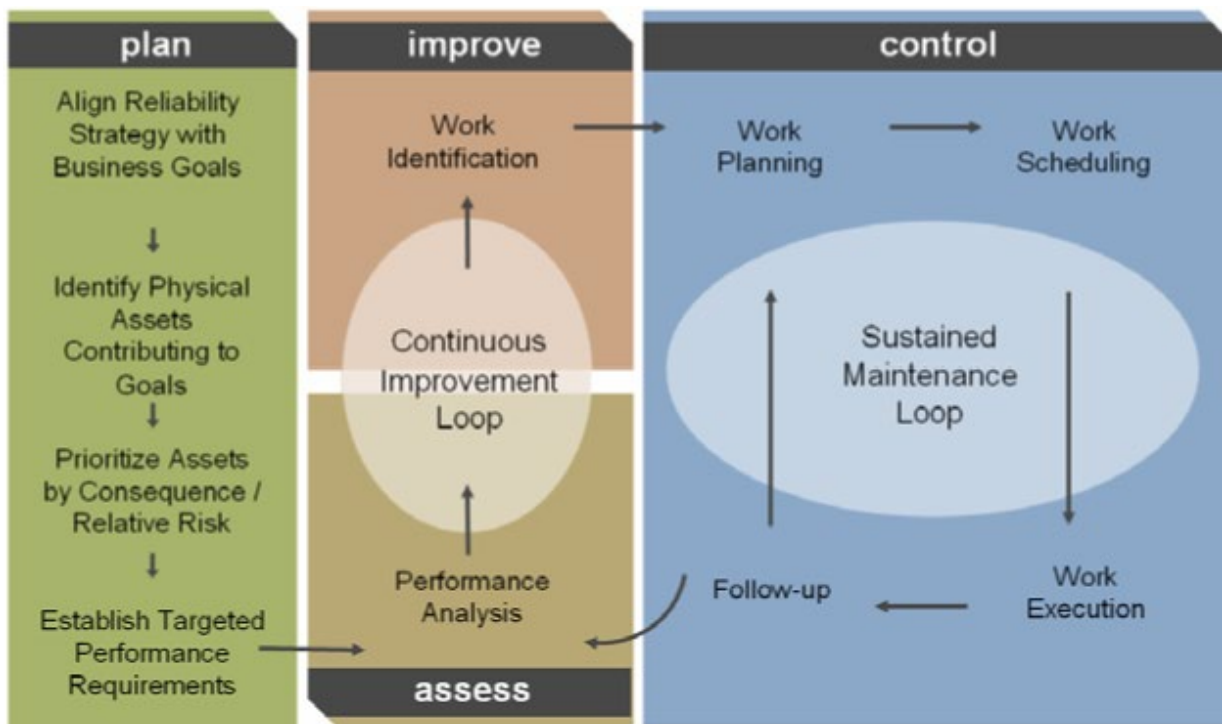 plan
Align Reliability
Strategy with
Business Goals
Identify Physical
Assets
Contributing to
Goals
Prioritize Assets
by Consequence /
Relative Risk
Establish Targeted
Performance
Requirements
improve
Work
Identification
Continuous
Improvement
Loop
Performance
Analysis
assess
control
Work
Planning
Work
Scheduling
Sustained
Maintenance
Loop
Follow-up
Work
Execution